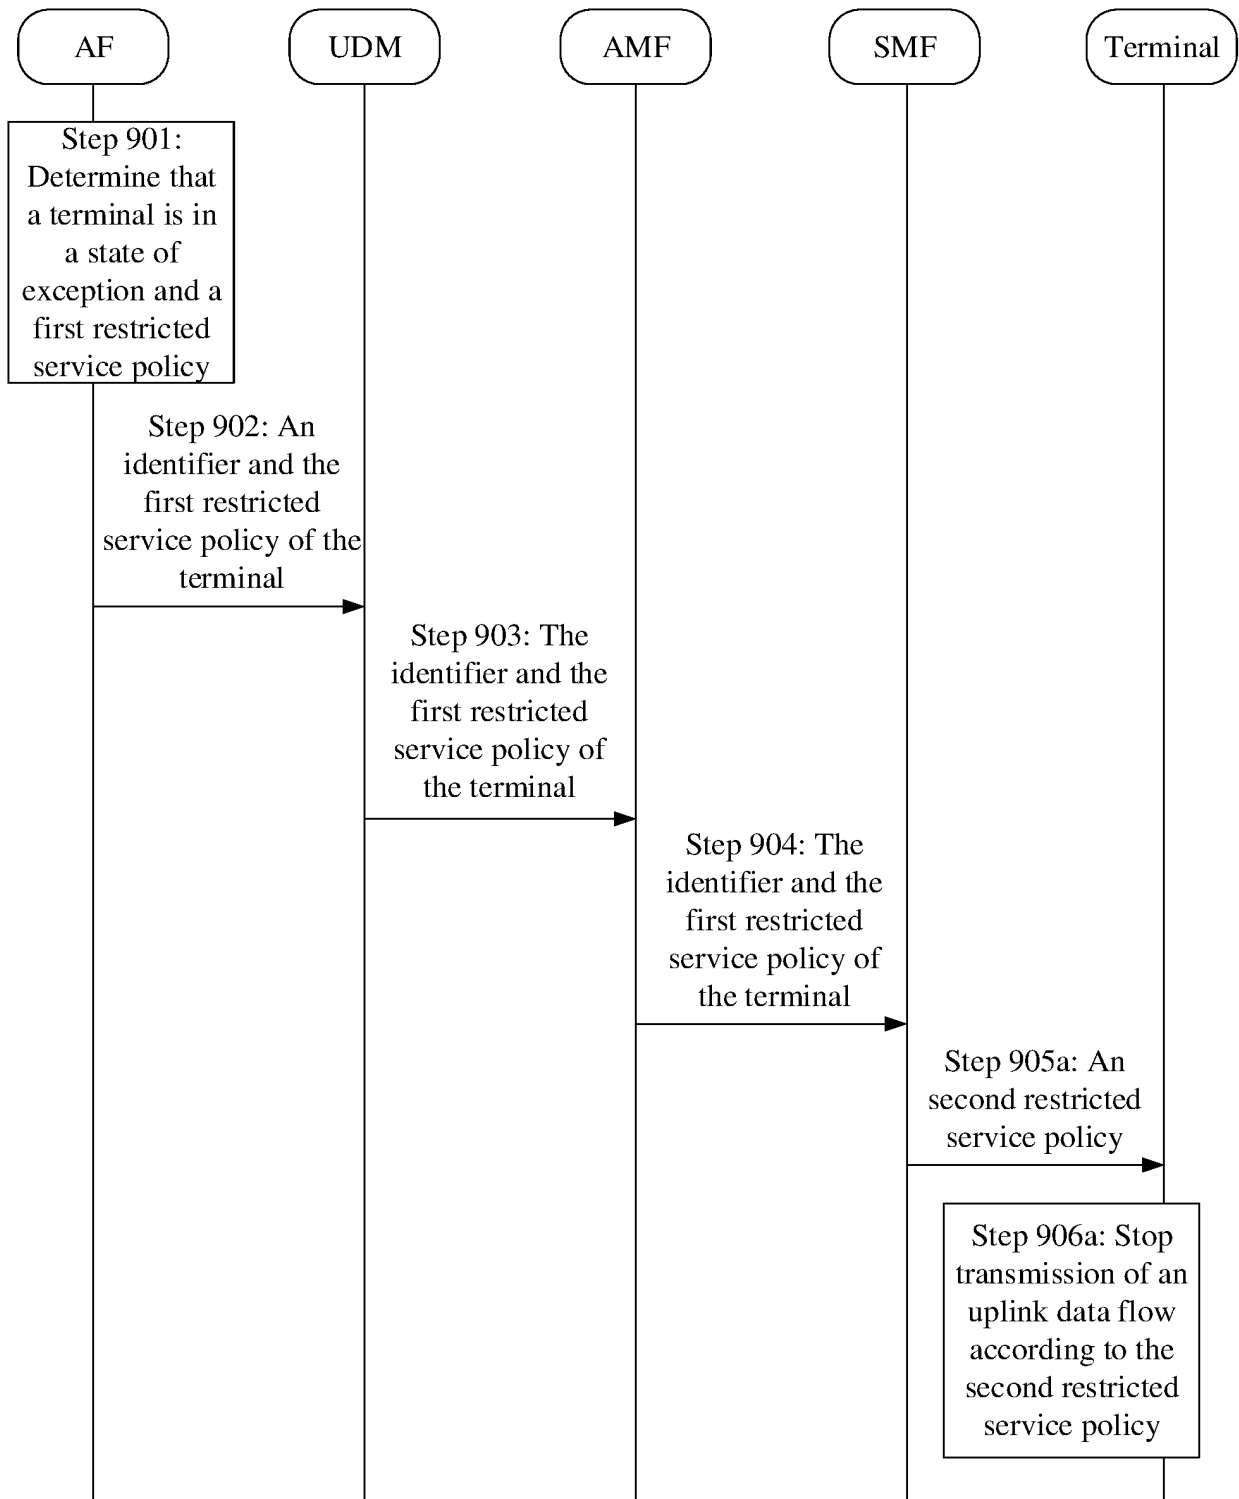 AF
UDM
AMF
SMF
Terminal
Step 901:
Determine that
a terminal is in
a state of
exception and a
first restricted
service policy
Step 902: An
identifier and the
first restricted
service policy of the
terminal
Step 903: The
identifier and the
first restricted
service policy of
the terminal
Step 904: The
identifier and the
first restricted
service policy of
the terminal
Step 905a: An
second restricted
service policy
Step 906a: Stop
transmission of an
uplink data flow
according to the
second restricted
service policy